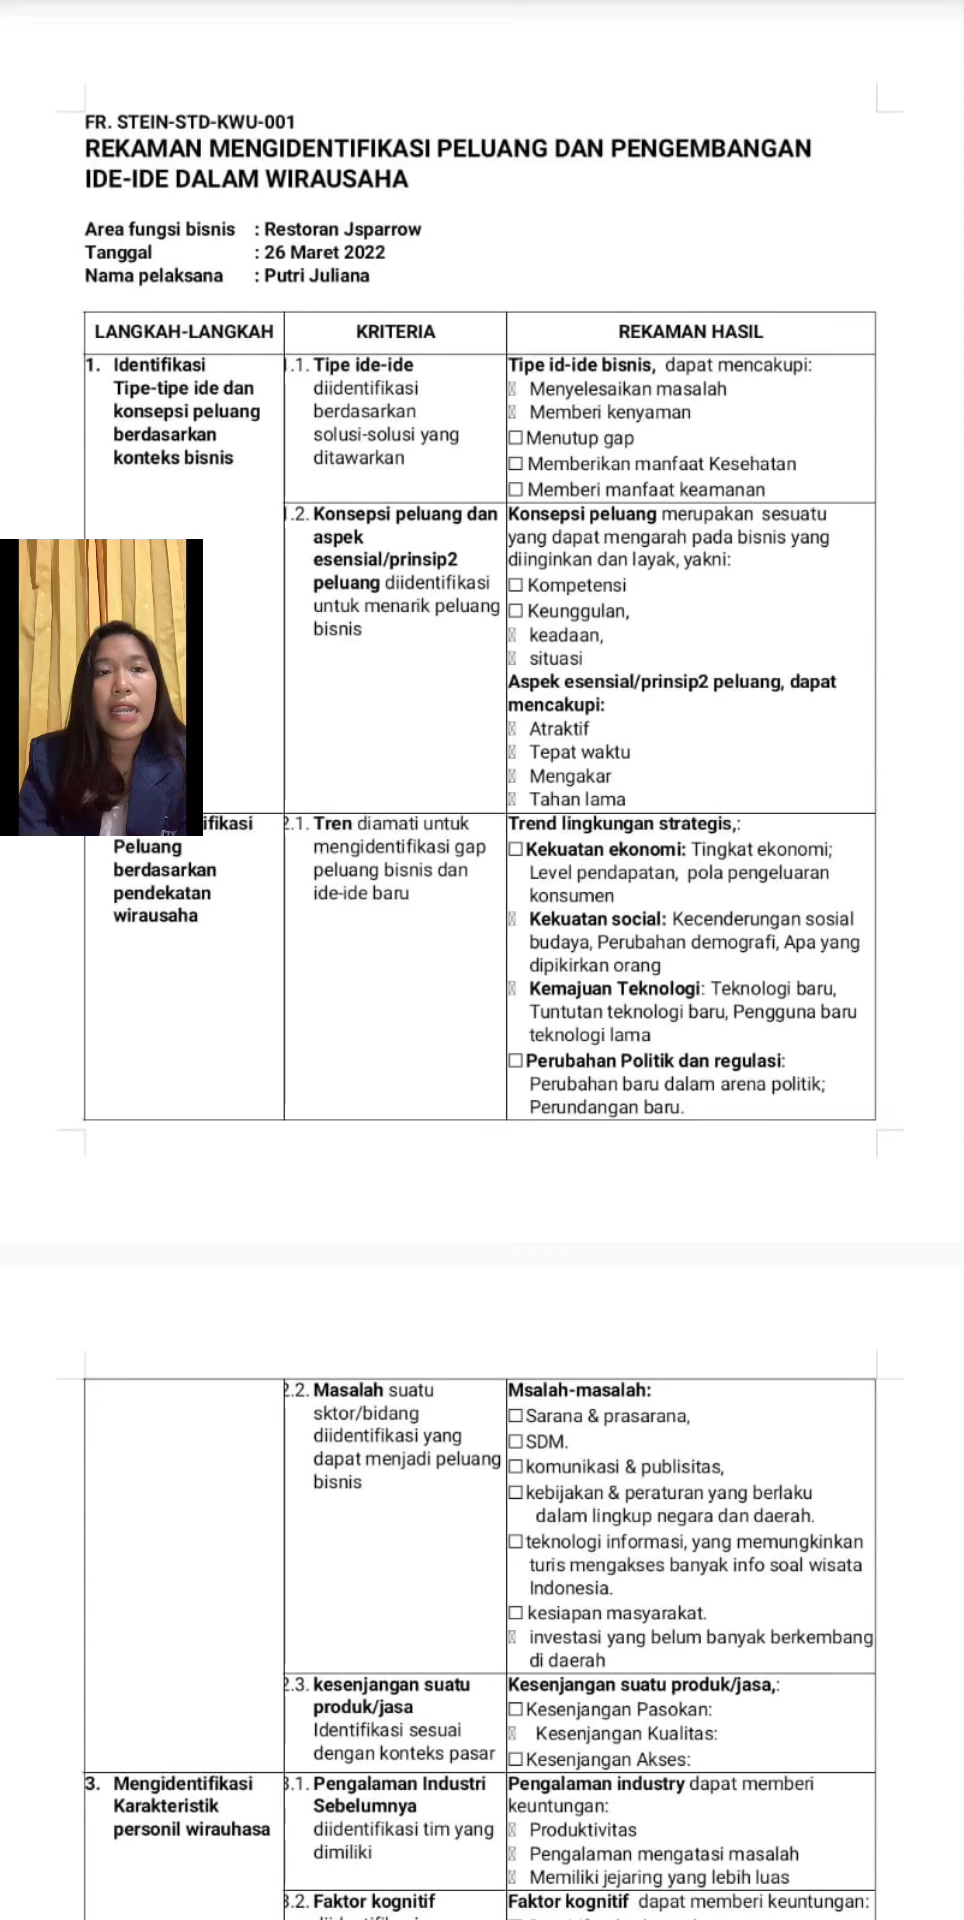 FR. STEIN-STD-KWU-001
REKAMAN MENGIDENTIFIKASI PELUANG DAN PENGEMBANGAN
IDE-IDE DALAM WIRAUSAHA
Area fungsi bisnis : Restoran Jsparrow
Tanggal : 26 Maret 2022
Nama pelaksana : Putri Juliana
LANGKAH-LANGKAH KRITERIA REKAMAN HASIL
1. Identifikasi
Tipe-tipe ide dan
konsepsi peluang
berdasarkan
konteks bisnis
.1. Tipe ide-ide
diidentifikasi
berdasarkan
solusi-solusi yang
ditawarkan
Tipe id-ide bisnis, dapat mencakupi:
Menyelesaikan masalah
Memberi kenyaman
☐ Menutup gap
☐ Memberikan manfaat Kesehatan
☐ Memberi manfaat keamanan
.2. Konsepsi peluang dan
aspek
esensial/prinsip2
peluang diidentifikasi
untuk menarik peluang
bisnis
Konsepsi peluang merupakan sesuatu
yang dapat mengarah pada bisnis yang
diinginkan dan layak, yakni:
☐ Kompetensi
☐ Keunggulan,
keadaan,
situasi
Aspek esensial/prinsip2 peluang, dapat
mencakupi:
Atraktif
Tepat waktu
Mengakar
Tahan lama
ifikasi
Peluang
berdasarkan
pendekatan
wirausaha
2.1. Tren diamati untuk
mengidentifikasi gap
peluang bisnis dan
ide-ide baru
Trend lingkungan strategis,:
☐ Kekuatan ekonomi: Tingkat ekonomi;
Level pendapatan, pola pengeluaran
konsumen
Kekuatan social: Kecenderungan sosial
budaya, Perubahan demografi, Apa yang
dipikirkan orang
Kemajuan Teknologi: Teknologi baru,
Tuntutan teknologi baru, Pengguna baru
teknologi lama
☐ Perubahan Politik dan regulasi:
Perubahan baru dalam arena politik;
Perundangan baru.
2.2. Masalah suatu
sktor/bidang
diidentifikasi yang
dapat menjadi peluang
bisnis
Msalah-masalah:
☐ Sarana & prasarana,
☐ SDM.
☐ komunikasi & publisitas,
☐ kebijakan & peraturan yang berlaku
dalam lingkup negara dan daerah.
☐ teknologi informasi, yang memungkinkan
turis mengakses banyak info soal wisata
Indonesia.
☐ kesiapan masyarakat.
investasi yang belum banyak berkembang
di daerah
2.3. kesenjangan suatu
produk/jasa
Identifikasi sesuai
dengan konteks pasar
Kesenjangan suatu produk/jasa,:
☐ Kesenjangan Pasokan:
Kesenjangan Kualitas:
☐ Kesenjangan Akses:
3. Mengidentifikasi
Karakteristik
personil wirauhasa
3.1. Pengalaman Industri
Sebelumnya
diidentifikasi tim yang
dimiliki
Pengalaman industry dapat memberi
keuntungan:
Produktivitas
Pengalaman mengatasi masalah
Memiliki jejaring yang lebih luas
3.2. Faktor kognitif
Faktor kognitif dapat memberi keuntungan: